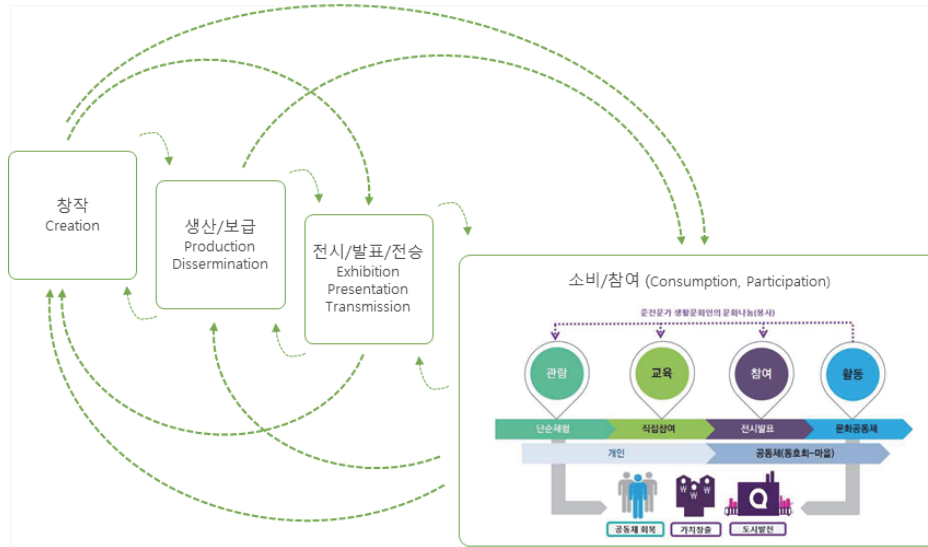 창작
Creation
생산/보급
Production
Dissermination
전시/발표/전승
Exhibition
Presentation
Transmission
소비/참여 (Consumption, Participation)
준전문가 생활문화인의 문화나눔(봉사)
관람
교육
참여
활동
단순체험
직접참여
전시발표
문화공동체
개인
공동체(동호회-마을)
₩
₩
₩
공동체 회복
가치창출
도시발전